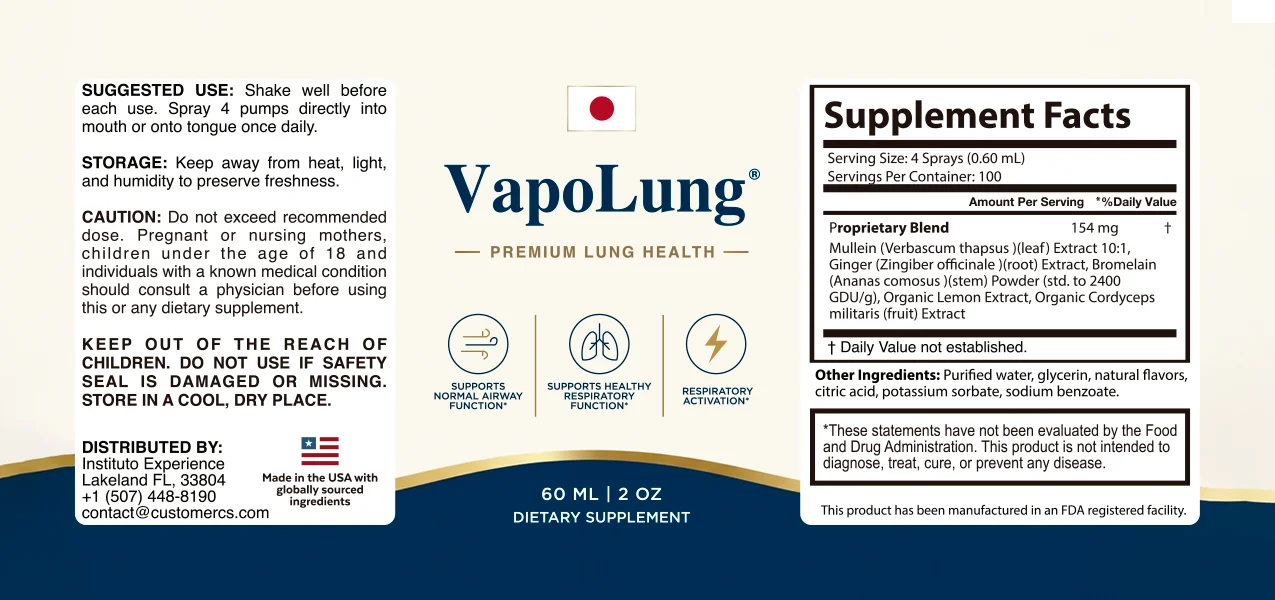 SUGGESTED USE: Shake well before
each use. Spray 4 pumps directly into
mouth or onto tongue once daily.
STORAGE: Keep away from heat, light,
and humidity to preserve freshness.
CAUTION: Do not exceed recommended
dose. Pregnant or nursing mothers,
children under the age of 18 and
individuals with a known medical condition
should consult a physician before using
this or any dietary supplement.
KEEP OUT OF THE REACH OF
CHILDREN. DO NOT USE IF SAFETY
SEAL IS DAMAGED OR MISSING.
STORE IN A COOL, DRY PLACE.
DISTRIBUTED BY:
Instituto Experience
Lakeland FL, 33804
+1 (507) 448-8190
contact@customercs.com
Made in the USA with
globally sourced
ingredients
VapoLung®
PREMIUM LUNG HEALTH
SUPPORTS
NORMAL AIRWAY
FUNCTION*
SUPPORTS HEALTHY
RESPIRATORY
FUNCTION*
RESPIRATORY
ACTIVATION*
60 ML | 2 OZ
DIETARY SUPPLEMENT
Supplement Facts
Serving Size: 4 Sprays (0.60 mL)
Servings Per Container: 100
Amount Per Serving *%Daily Value
Proprietary Blend 154 mg †
Mullein (Verbascum thapsus )(leaf) Extract 10:1,
Ginger (Zingiber officinale )(root) Extract, Bromelain
(Ananas comosus )(stem) Powder (std. to 2400
GDU/g), Organic Lemon Extract, Organic Cordyceps
militaris (fruit) Extract
† Daily Value not established.
Other Ingredients: Purified water, glycerin, natural flavors,
citric acid, potassium sorbate, sodium benzoate.
*These statements have not been evaluated by the Food
and Drug Administration. This product is not intended to
diagnose, treat, cure, or prevent any disease.
This product has been manufactured in an FDA registered facility.